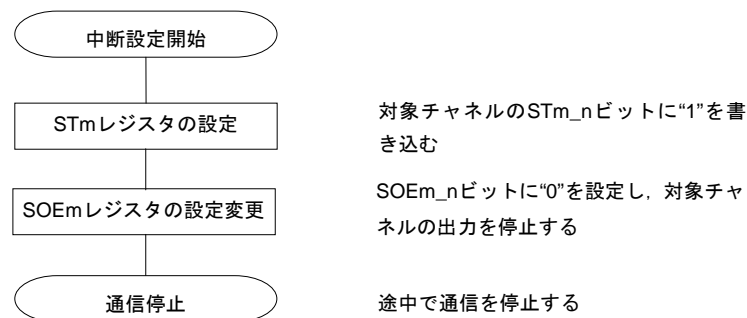 中断設定開始
STmレジスタの設定
対象チャネルのSTm_nビットに“1”を書
き込む
SOEmレジスタの設定変更
SOEm_nビットに“0”を設定し，対象チャ
ネルの出力を停止する
通信停止
途中で通信を停止する